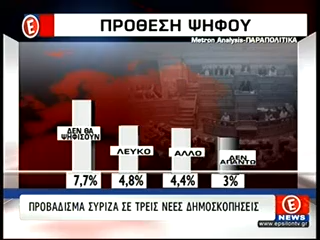 E
ΠΡΟΘΕΣΗ ΨΗΦΟΥ
Metron Analysis-ΠΑΡΑΠΟΛΙΤΙΚΑ
ΔΕΝ ΘΑ
ΨΗΦΙΣΟΥΝ
ΛΕΥΚΟ
ΑΛΛΟ
ΔΕΝ
ΑΠΑΝΤΟ
7,7%
4,8%
4,4%
3%
ΠΡΟΒΑΔΙΣΜΑ ΣΥΡΙΖΑ ΣΕ ΤΡΕΙΣ ΝΕΕΣ ΔΗΜΟΣΚΟΠΗΣΕΙΣ
E
NEWS
www.epsilontv.gr